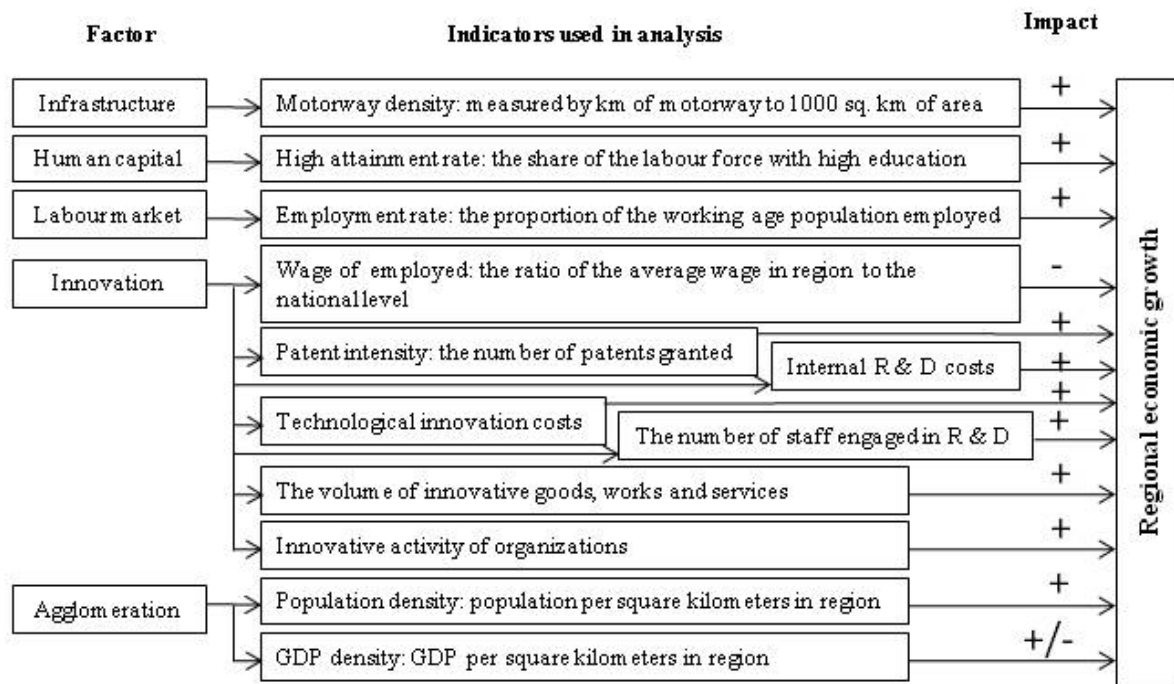 Factor Indicators used in analysis Impact
Infrastructure Motorway density: measured by km of motorway to 1000 sq. km of area +
Human capital High attainment rate: the share of the labour force with high education +
Labour market Employment rate: the proportion of the working age population employed +
Innovation Wage of employed: the ratio of the average wage in region to the
national level -
Patent intensity: the number of patents granted +
Internal R & D costs +
Technological innovation costs +
The number of staff engaged in R & D +
The volume of innovative goods, works and services +
Innovative activity of organizations +
Agglomeration Population density: population per square kilometers in region +
GDP density: GDP per square kilometers in region +/-
Regional economic growth